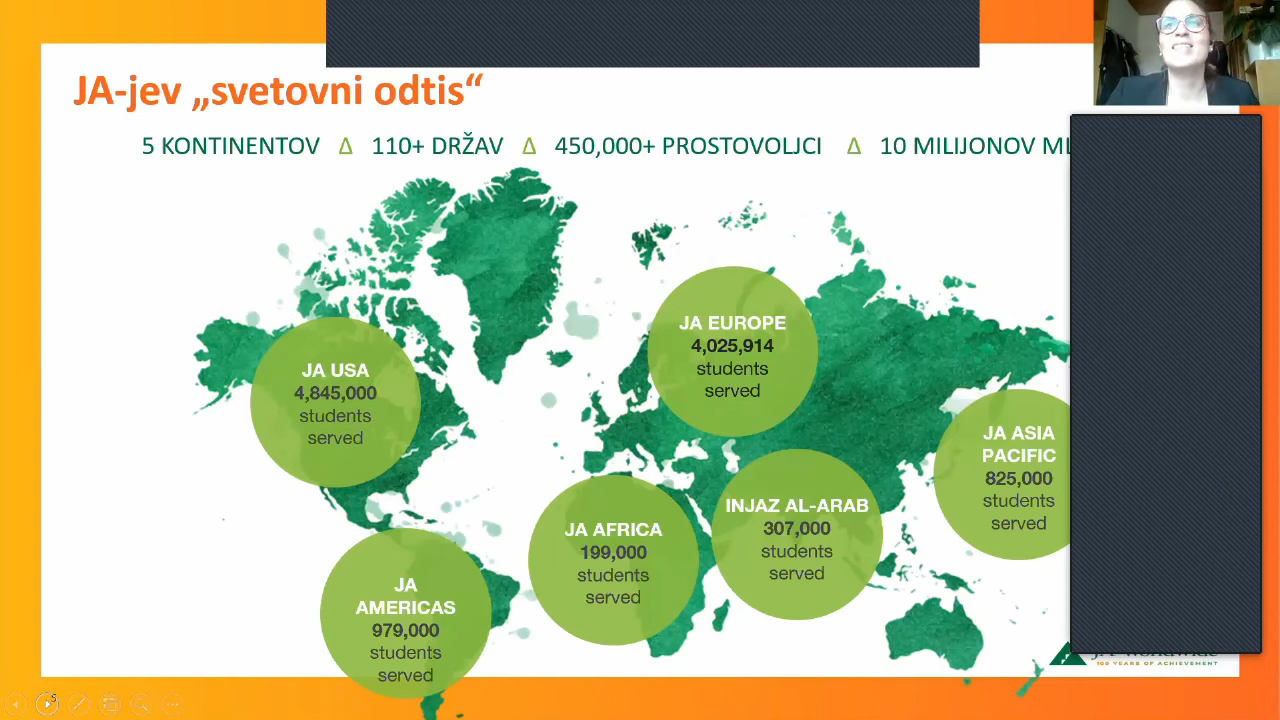 JA-jev „svetovni odtis“
5 KONTINENTOV Δ 110+ DRŽAV Δ 450,000+ PROSTOVOLJCI Δ 10 MILIJONOV
JA EUROPE
4,025,914
students
served
JA USA
4,845,000
students
served
JA ASIA
PACIFIC
825,000
students
served
INJAZ AL-ARAB
307,000
students
served
JA AFRICA
199,000
students
served
JA
AMERICAS
979,000
students
served
100 YEARS OF ACHIEVEMENT
5